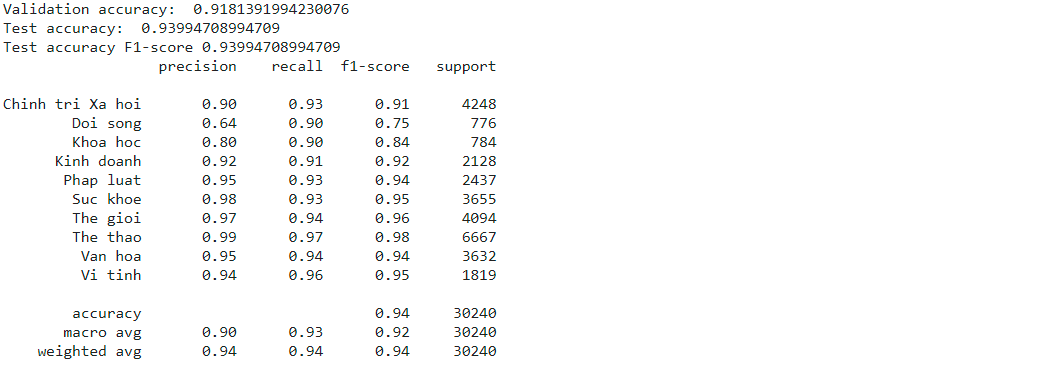 Validation accuracy:  0.9181391994230076
Test accuracy:  0.93994708994709
Test accuracy F1-score 0.93994708994709
precision recall f1-score support
Chinh tri Xa hoi 0.90 0.93 0.91 4248
Doi song 0.64 0.90 0.75 776
Khoa hoc 0.80 0.90 0.84 784
Kinh doanh 0.92 0.91 0.92 2128
Phap luat 0.95 0.93 0.94 2437
Suc khoe 0.98 0.93 0.95 3655
The gioi 0.97 0.94 0.96 4094
The thao 0.99 0.97 0.98 6667
Van hoa 0.95 0.94 0.94 3632
Vi tinh 0.94 0.96 0.95 1819
accuracy 0.94 30240
macro avg 0.90 0.93 0.92 30240
weighted avg 0.94 0.94 0.94 30240